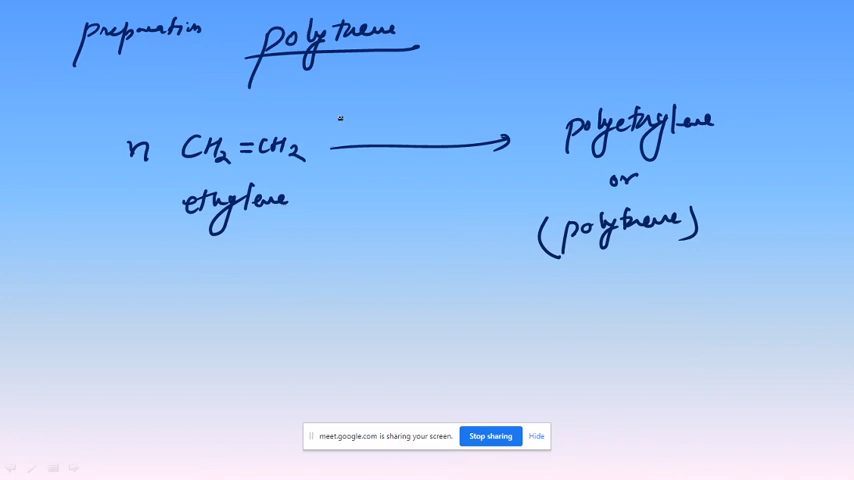 preparation polythene
n CH2=CH2 → polyethylene
ethylene
or
(polythene)
meet.google.com is sharing your screen. Stop sharing Hide